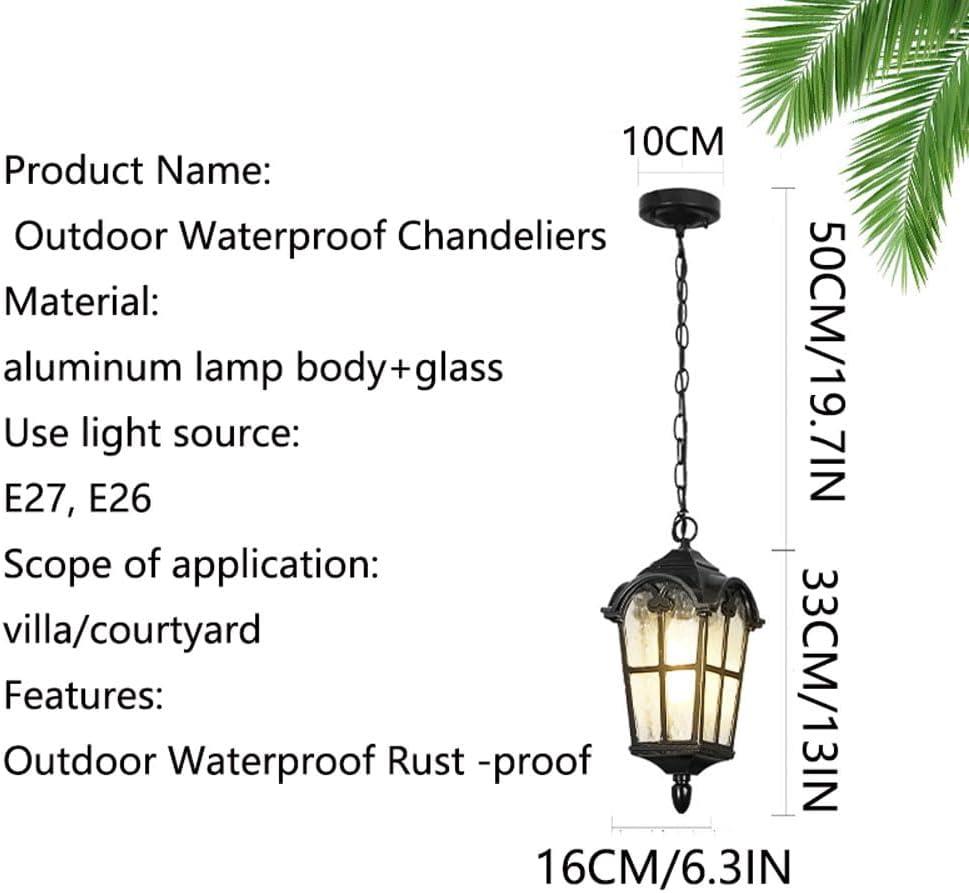 10CM
Product Name:
Outdoor Waterproof Chandeliers
Material:
aluminum lamp body+glass
Use light source:
E27, E26
Scope of application:
villa/courtyard
Features:
Outdoor Waterproof Rust -proof
50CM/19.7IN
33CM/13IN
16CM/6.3IN